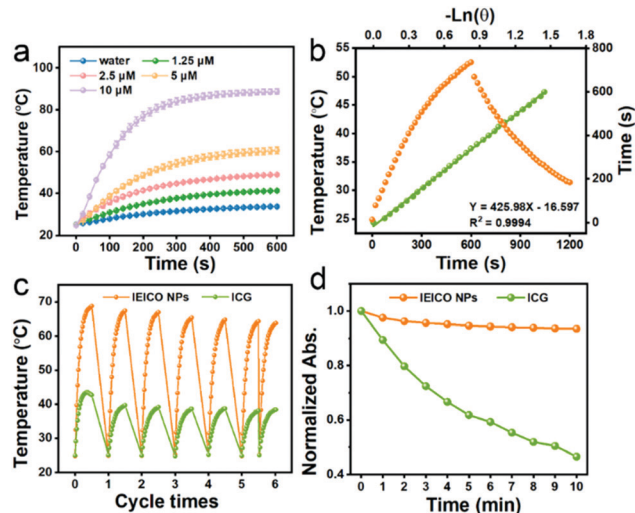 a
water
1.25 µM
2.5 µM
5 µM
10 µM
Temperature (°C)
100
80
60
40
20
0 100 200 300 400 500 600
Time (s)
b
-Ln(θ)
0.0 0.4 0.8 1.2 1.6
Temperature (°C)
55
50
45
40
35
30
25
800
600
400
200
0
Time (s)
Y = 425.98X - 16.597
R² = 0.9994
0 300 600 900 1200
Time (s)
c
IEICO NPs
ICG
Temperature (°C)
70
60
50
40
30
20
0 1 2 3 4 5 6
Cycle times
d
IEICO NPs
ICG
Normalized Abs.
1.0
0.8
0.6
0.4
0 1 2 3 4 5 6 7 8 9 10
Time (min)